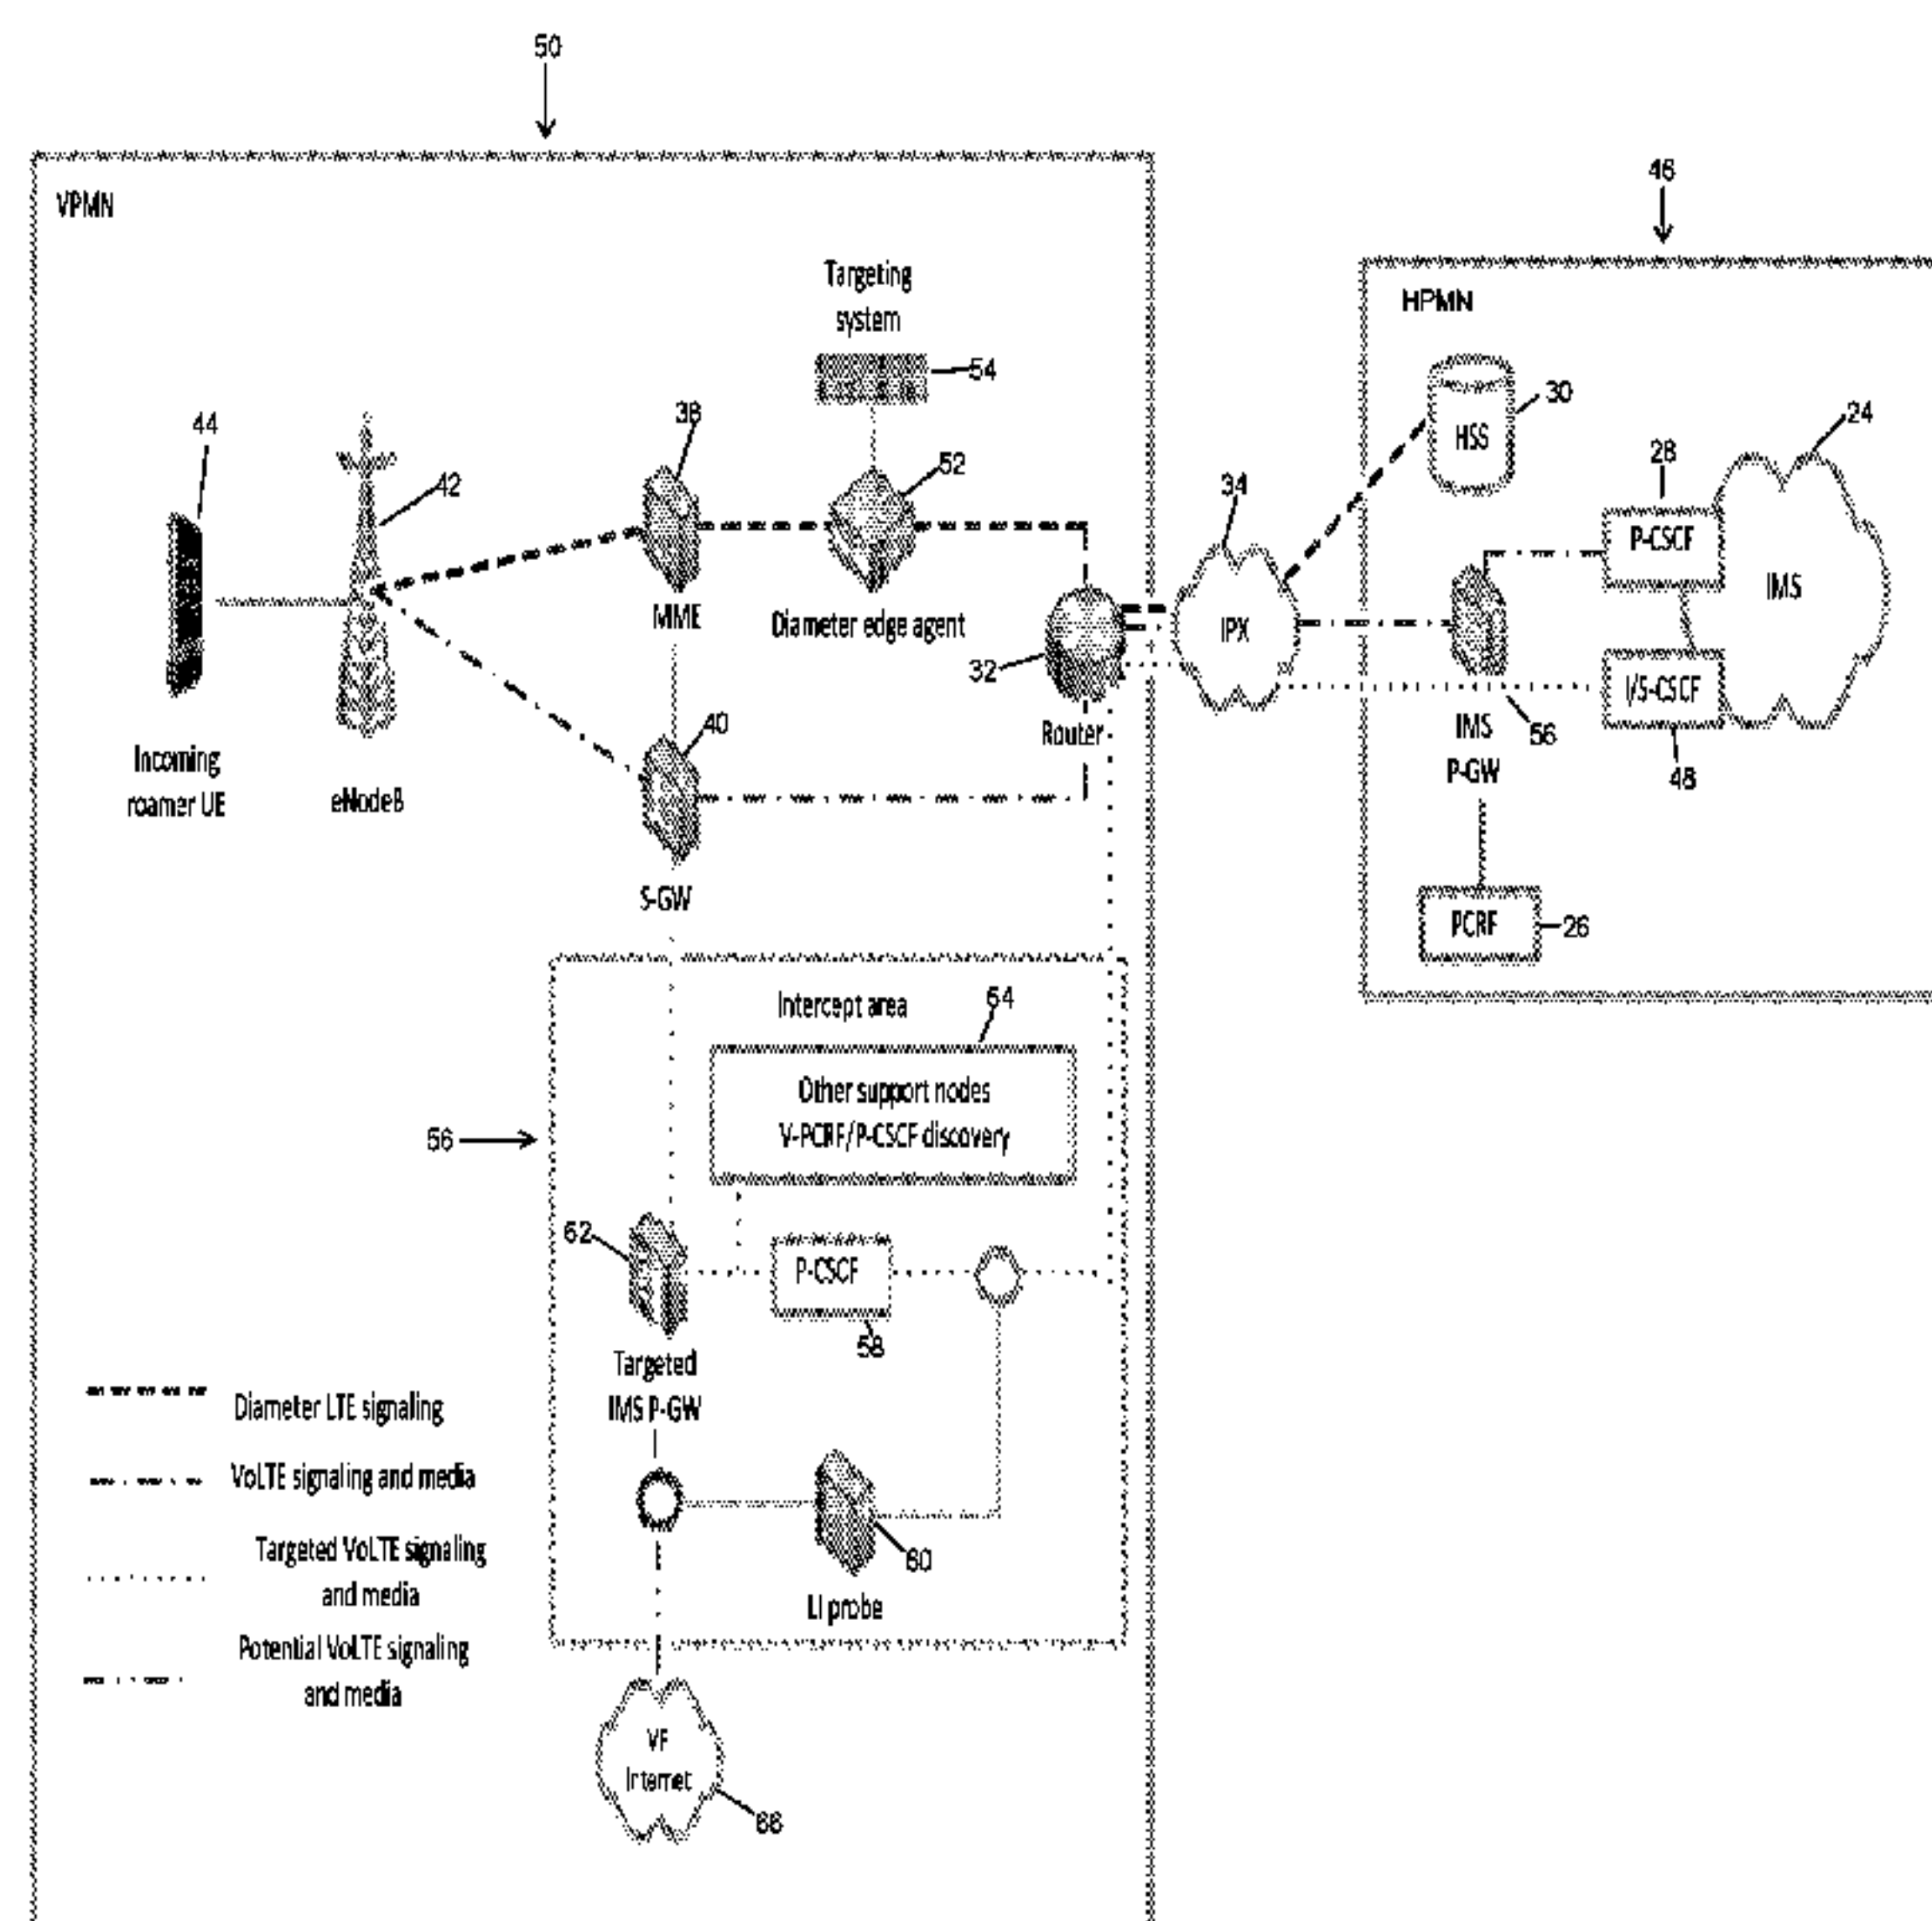 50
VPMN
46
HPMN
Targeting
system
54
44
42
38
52
30
HSS
24
28
34
P-CSCF
IMS
MME
Diameter edge agent
IPX
32
I/S-CSCF
Router
40
IMS
P-GW
56
48
Incoming
roamer UE
eNodeB
S-GW
PCRF
26
Intercept area
64
Other support nodes
V-PCRF/P-CSCF discovery
56
62
P-CSCF
58
Targeted
IMS P-GW
Diameter LTE signaling
VoLTE signaling and media
Targeted VoLTE signaling
and media
Potential VoLTE signaling
and media
60
LI probe
VF
Internet
66